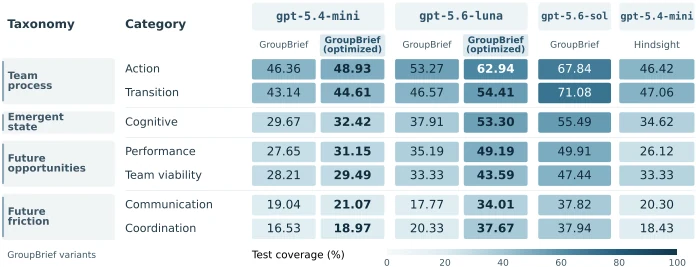 Taxonomy Category gpt-5.4-mini gpt-5.6-luna gpt-5.6-sol gpt-5.4-mini
GroupBrief GroupBrief (optimized) GroupBrief GroupBrief (optimized) GroupBrief Hindsight
Team process
Action 46.36 48.93 53.27 62.94 67.84 46.42
Transition 43.14 44.61 46.57 54.41 71.08 47.06
Emergent state
Cognitive 29.67 32.42 37.91 53.30 55.49 34.62
Future opportunities
Performance 27.65 31.15 35.19 49.19 49.91 26.12
Team viability 28.21 29.49 33.33 43.59 47.44 33.33
Future friction
Communication 19.04 21.07 17.77 34.01 37.82 20.30
Coordination 16.53 18.97 20.33 37.67 37.94 18.43
GroupBrief variants Test coverage (%)
0 20 40 60 80 100